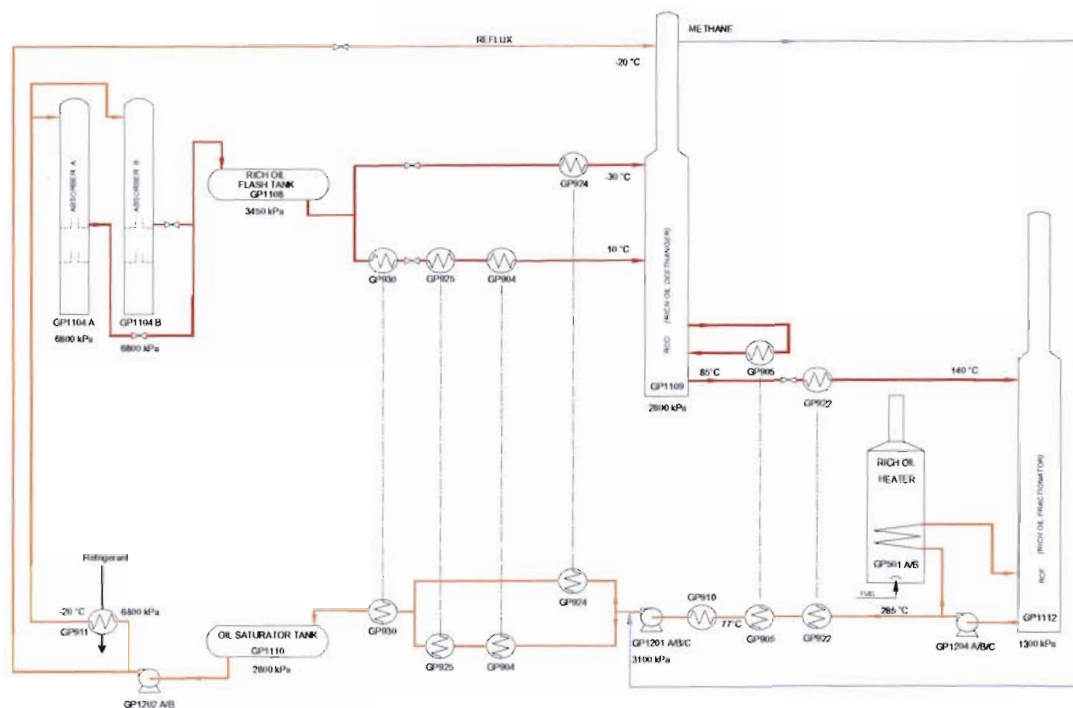 REFLUX
METHANE
-20 °C
ABSORBER A
ABSORBER B
RICH OIL
FLASH TANK
GP1108
3450 kPa
GP924
-30 °C
10 °C
GP930
GP925
GP904
GP1104 A
6800 kPa
GP1104 B
6800 kPa
ROD (RICH OIL DEETHANGER)
GP905
85°C
GP1109
2800 kPa
GP922
140 °C
RICH OIL
HEATER
GP501 A/B
FUEL
ROF (RICH OIL FRACTIONATOR)
GP1112
1300 kPa
Refrigerant
-20 °C
6800 kPa
GP911
OIL SATURATOR TANK
GP1110
2800 kPa
GP1202 A/B
GP930
GP924
GP925
GP904
GP1201 A/B/C
3100 kPa
GP910
77°C
GP905
GP922
285 °C
GP1204 A/B/C